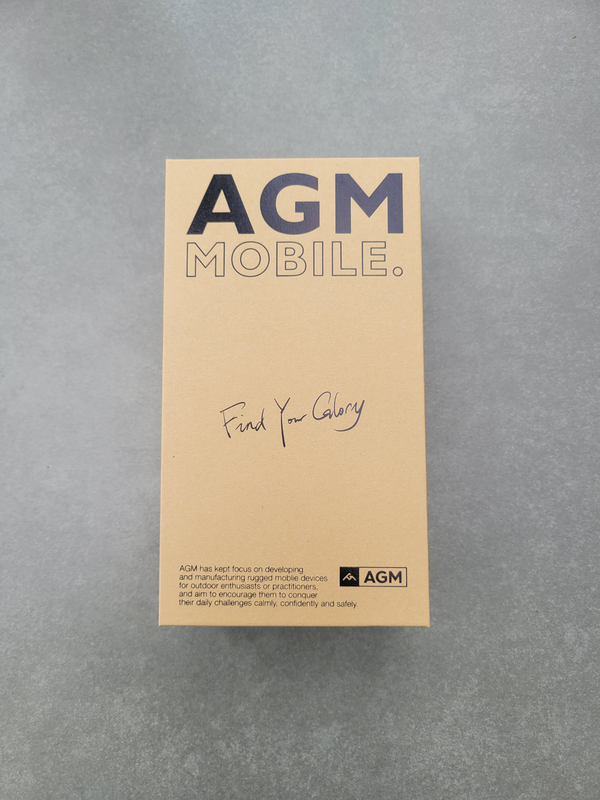 AGM
MOBILE.
Find Your Glory
AGM has kept focus on developing
and manufacturing rugged moblie devices
for outdoor enthusiasts or practitioners,
and aim to encourage them to conquer
their daily challenges calmly, confidently and safely.
AGM